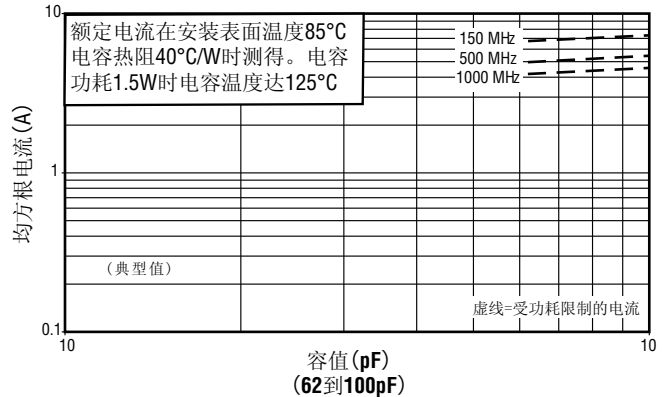 10
额定电流在安装表面温度85°C
电容热阻40°C/W时测得。电容
功耗1.5W时电容温度达125°C
150 MHz
500 MHz
1000 MHz
均方根电流(A)
1
(典型值)
虚线=受功耗限制的电流
0.1
10
10
容值(pF)
(62到100pF)